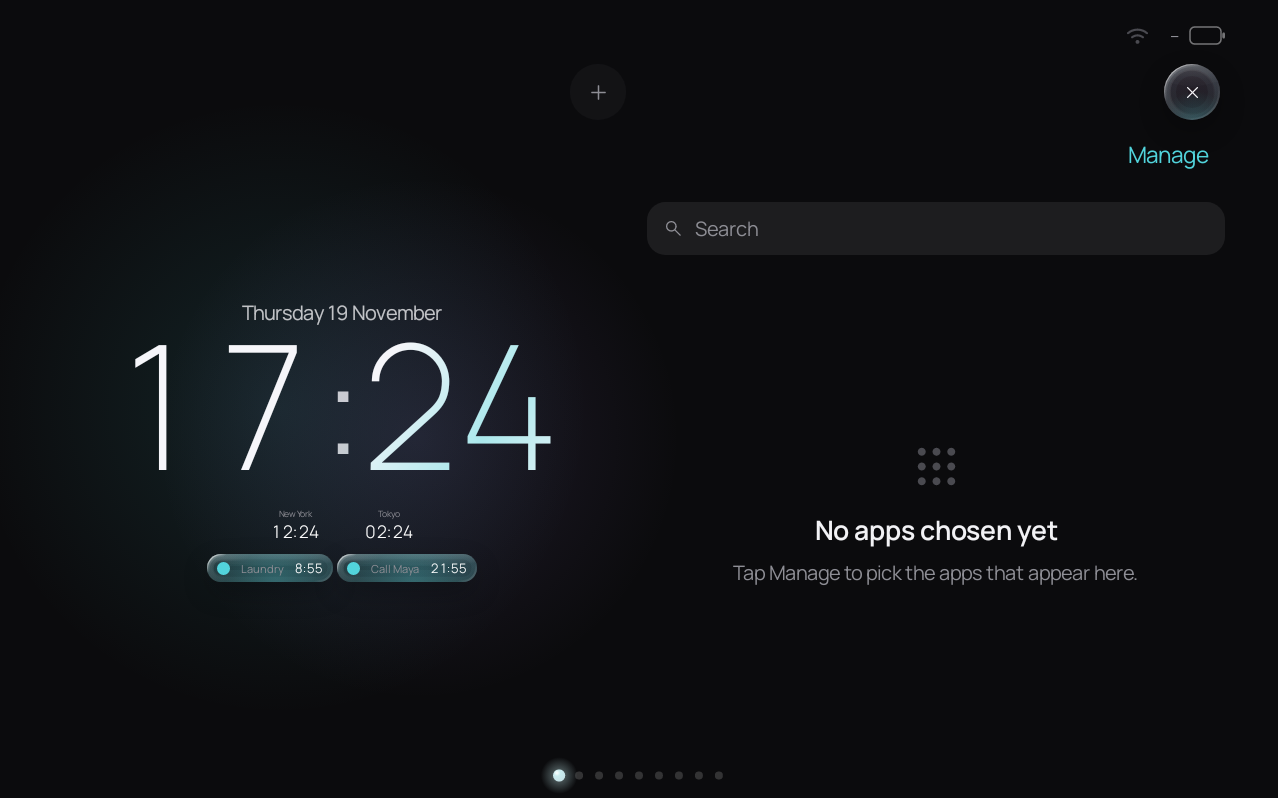 Manage
Search
Thursday 19 November
17:24
New York Tokyo
12:24 02:24
Laundry 8:55 Call Maya 21:55
No apps chosen yet
Tap Manage to pick the apps that appear here.